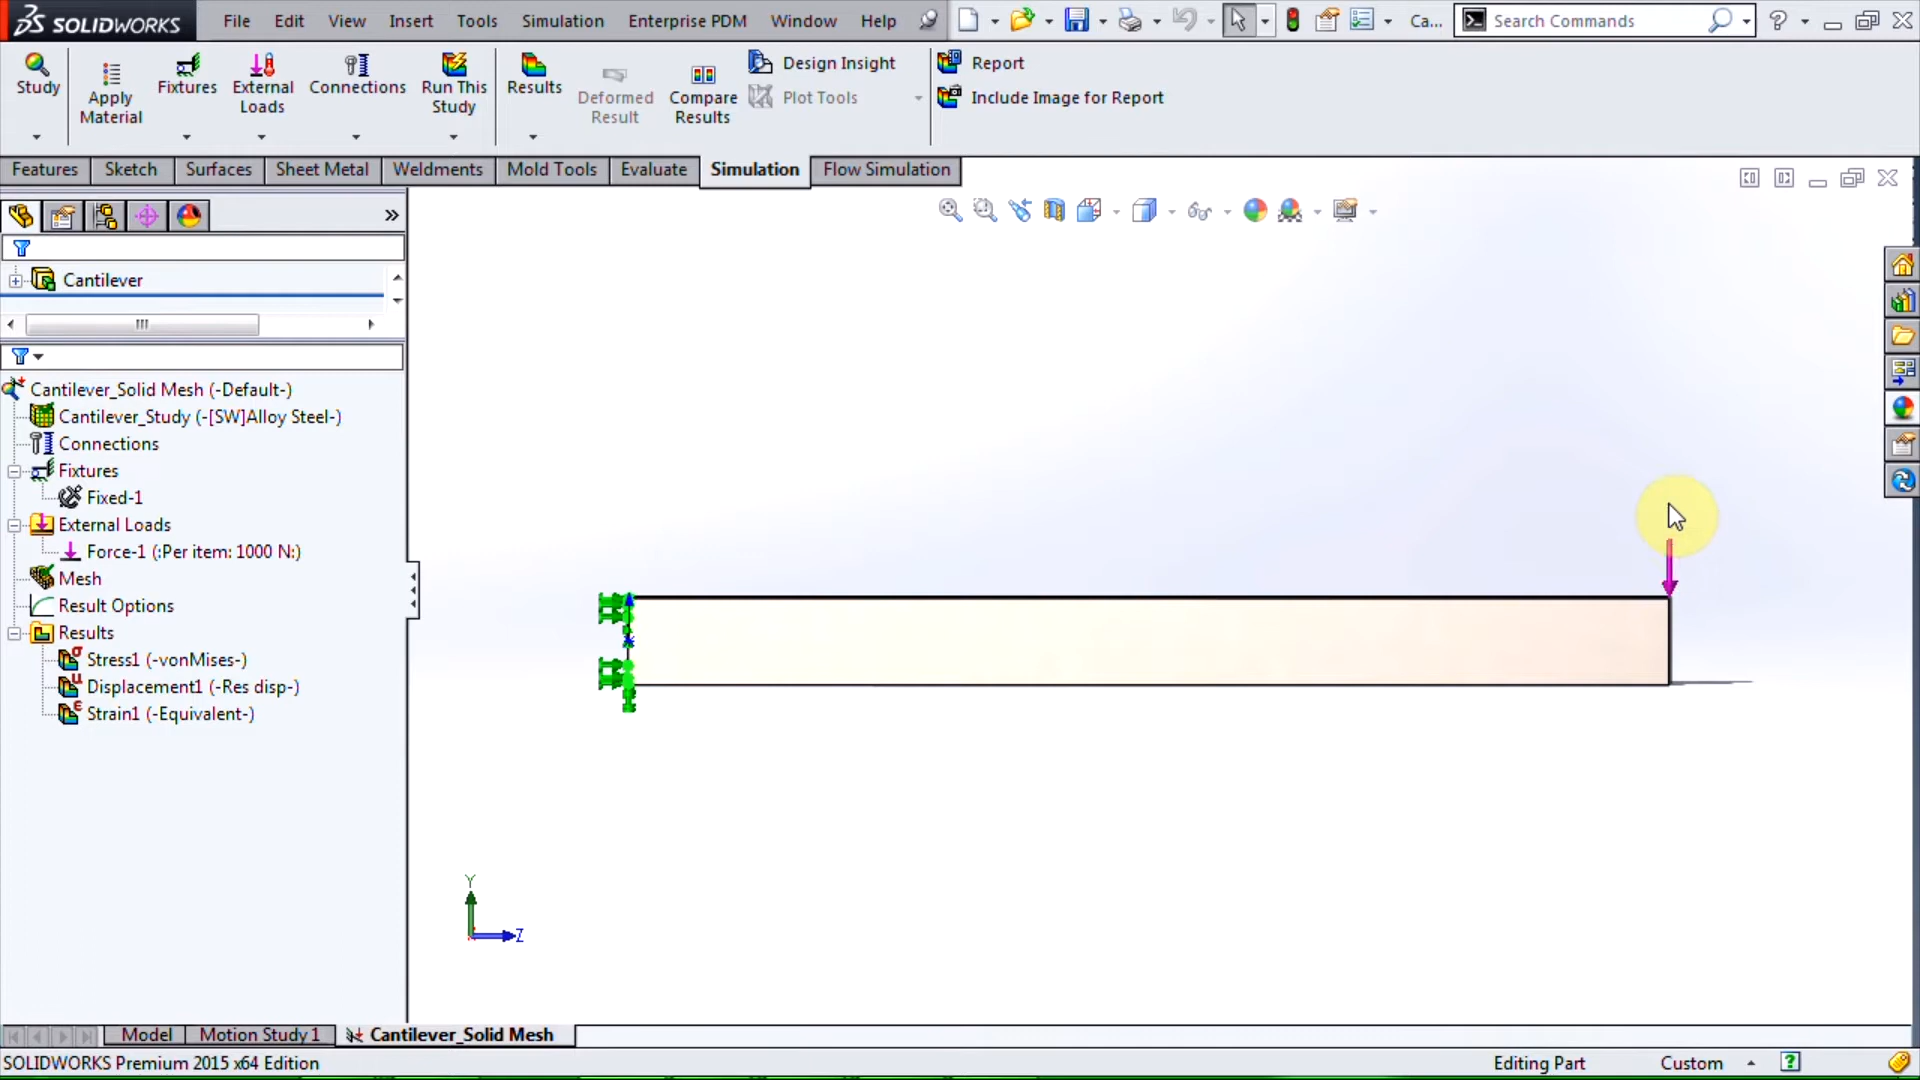 SOLIDWORKS File Edit View Insert Tools Simulation Enterprise PDM Window Help Ca... Search Commands
Study Apply Material Fixtures External Loads Connections Run This Study Results Deformed Result Compare Results Design Insight Plot Tools Report Include Image for Report
Features Sketch Surfaces Sheet Metal Weldments Mold Tools Evaluate Simulation Flow Simulation
Cantilever
Cantilever_Solid Mesh (-Default-)
Cantilever_Study (-[SW]Alloy Steel-)
Connections
Fixtures
Fixed-1
External Loads
Force-1 (:Per item: 1000 N:)
Mesh
Result Options
Results
Stress1 (-vonMises-)
Displacement1 (-Res disp-)
Strain1 (-Equivalent-)
Y
Z
Model Motion Study 1 Cantilever_Solid Mesh
SOLIDWORKS Premium 2015 x64 Edition Editing Part Custom